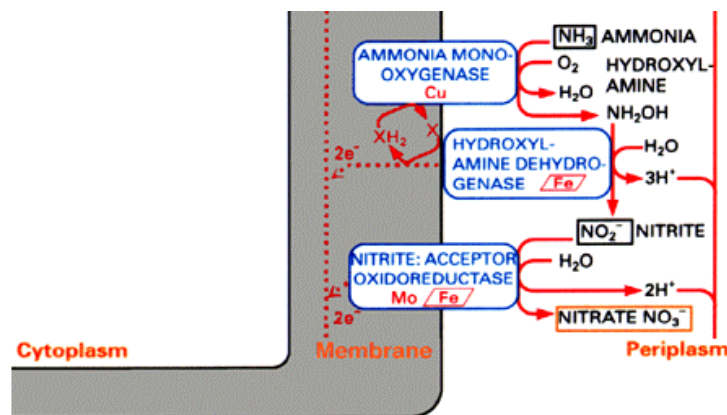 NH₃ AMMONIA
AMMONIA MONO-
OXYGENASE
Cu
O₂ HYDROXYL-
AMINE
H₂O
NH₂OH
XH₂ X
2e⁻
HYDROXYL-
AMINE DEHYDRO-
GENASE Fe
H₂O
3H⁺
NO₂⁻ NITRITE
NITRITE: ACCEPTOR
OXIDOREDUCTASE
Mo Fe
H₂O
2H⁺
2e⁻
NITRATE NO₃⁻
Cytoplasm Membrane Periplasm